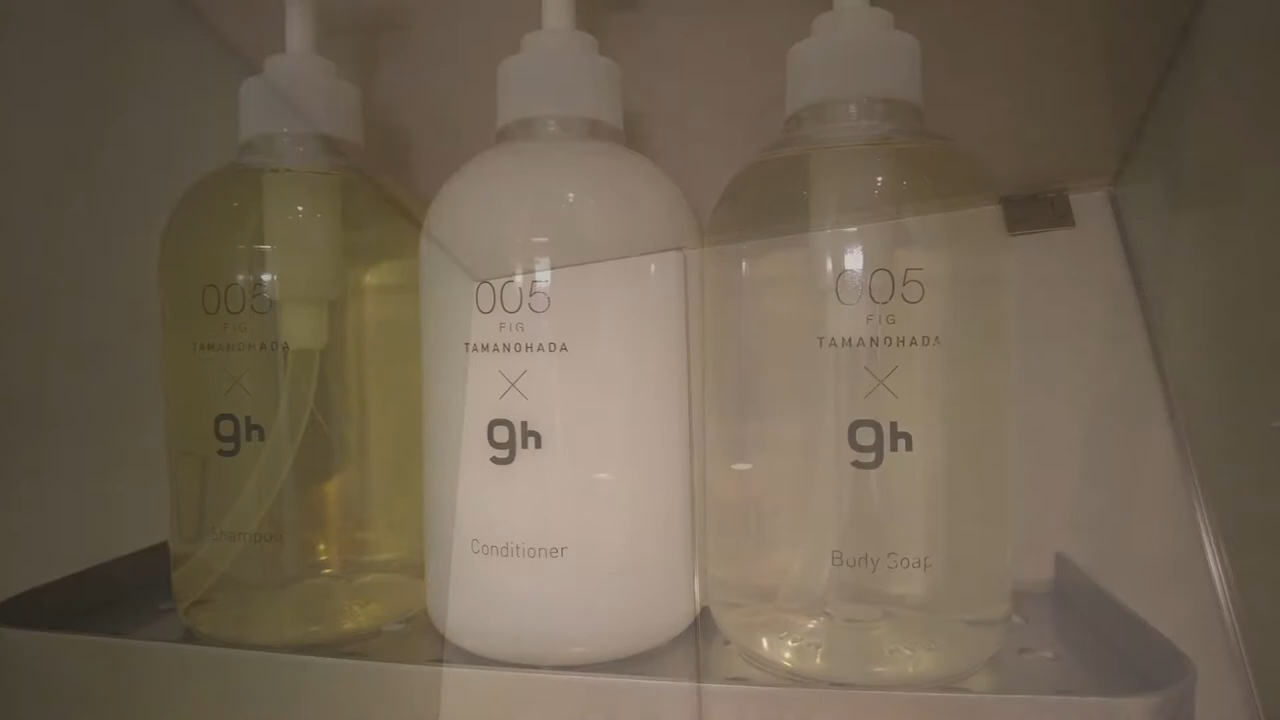 005
FIG
TAMANOHADA
×
9h
Shampoo
005
FIG
TAMANOHADA
×
9h
Conditioner
005
FIG
TAMANOHADA
×
9h
Body Soap